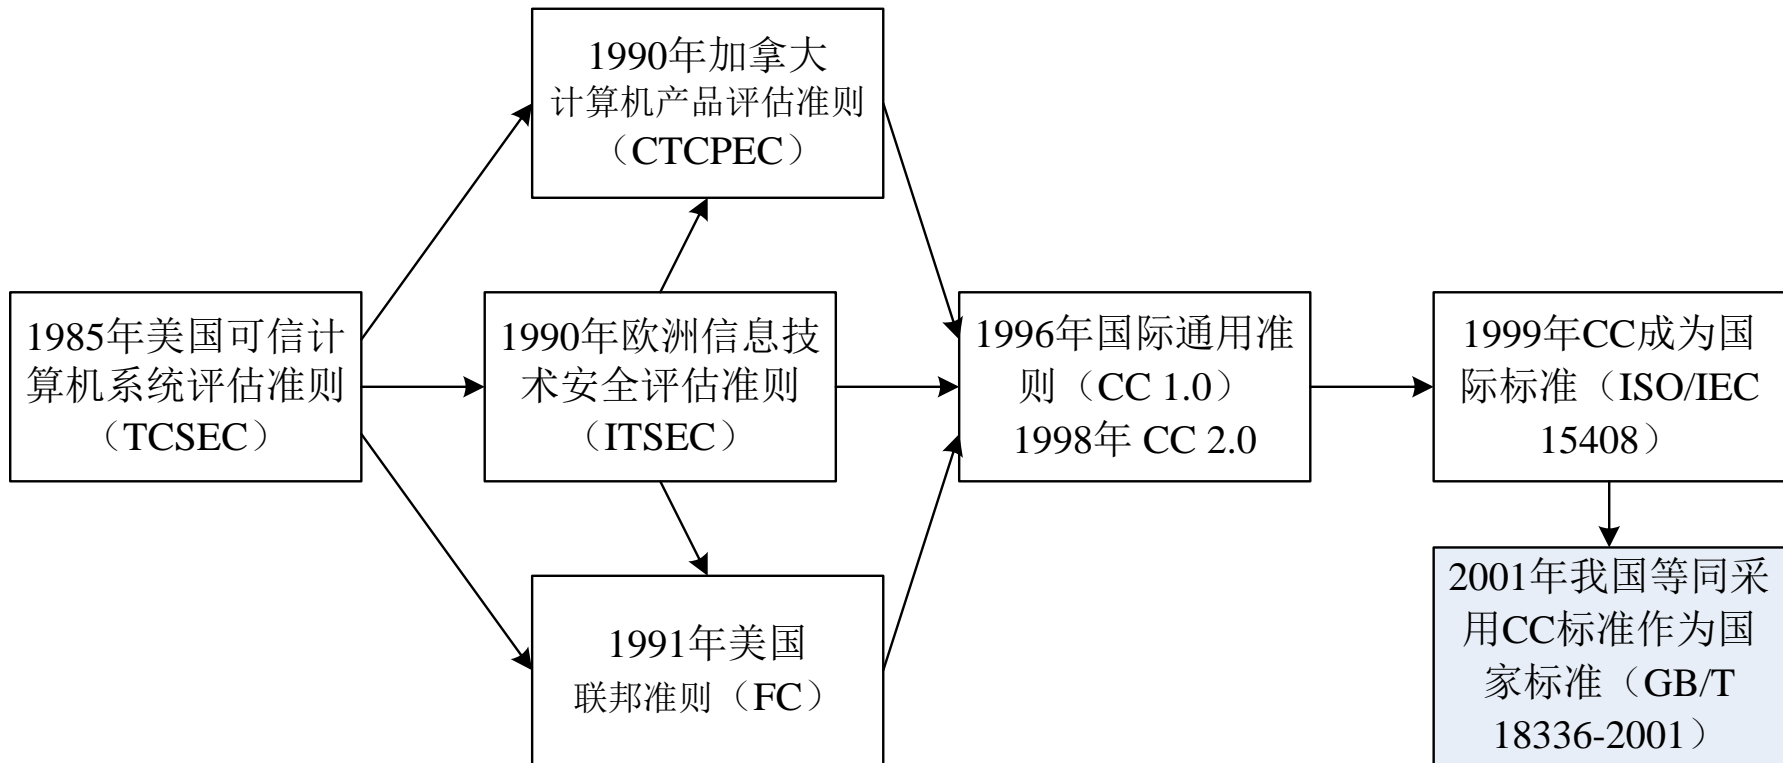 1990年加拿大
计算机产品评估准则
（CTCPEC）
1985年美国可信计
算机系统评估准则
（TCSEC）
1990年欧洲信息技
术安全评估准则
（ITSEC）
1996年国际通用准
则（CC 1.0）
1998年 CC 2.0
1999年CC成为国
际标准（ISO/IEC
15408）
1991年美国
联邦准则（FC）
2001年我国等同采
用CC标准作为国
家标准（GB/T
18336-2001）